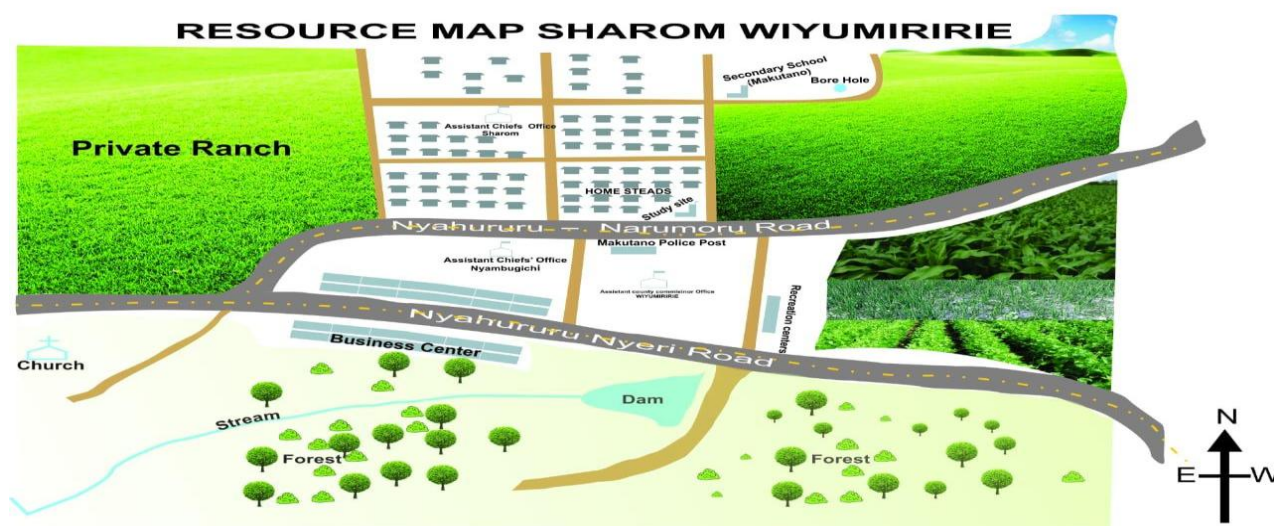 RESOURCE MAP SHAROM WIYUMIRIRIE
Secondary School
(Makutano)
Bore Hole
Assistant Chiefs Office
Sharom
Private Ranch
HOME STEADS
Study site
Nyahururu – Narumoru Road
Makutano Police Post
Assistant Chiefs' Office
Nyambugichi
Assistant county commissioner Office
WIYUMIRIRIE
Recreation centers
Nyahururu Nyeri Road
Business Center
Church
Stream
Dam
Forest
Forest
N
E W